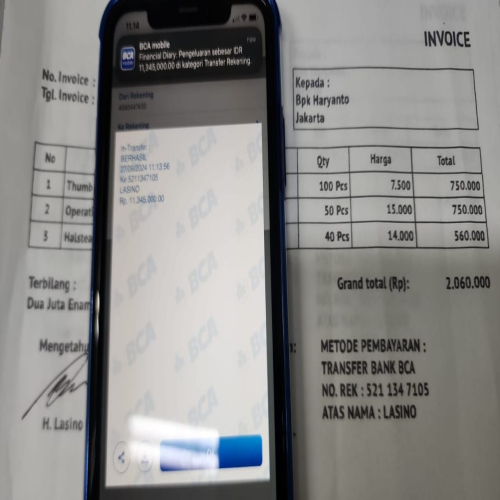 11.14
BCA mobile
Financial Diary: Pengeluaran sebesar IDR
11,345,000.00 di kategori Transfer Rekening.
Dari Rekening
Ke Rekening
m-Transfer
BERHASIL
27/09/2024 11:13:56
Ke 5211347105
LASINO
Rp. 11,345,000.00
BCA
INVOICE
No. Invoice :
Tgl. Invoice :
Kepada :
Bpk Haryanto
Jakarta
No Qty Harga Total
1 Thumb 100 Pcs 7.500 750.000
2 Operat 50 Pcs 15.000 750.000
3 Halstea 40 Pcs 14.000 560.000
Terbilang : Grand total (Rp): 2.060.000
Dua Juta Enam
Mengetahu
METODE PEMBAYARAN :
TRANSFER BANK BCA
NO. REK : 521 134 7105
ATAS NAMA : LASINO
H. Lasino